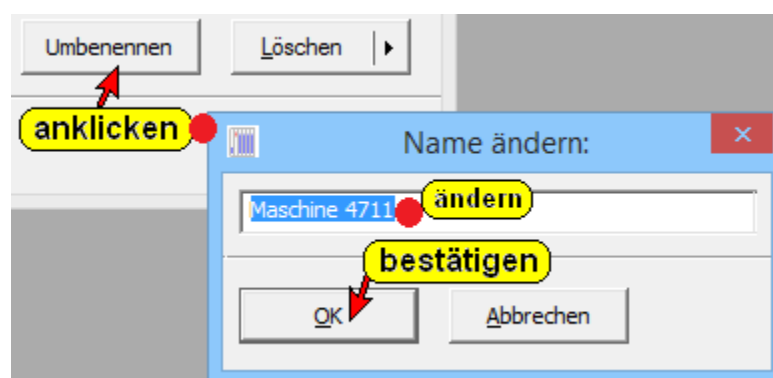 Umbenennen
Löschen
anklicken
Name ändern:
Maschine 4711
ändern
bestätigen
OK
Abbrechen